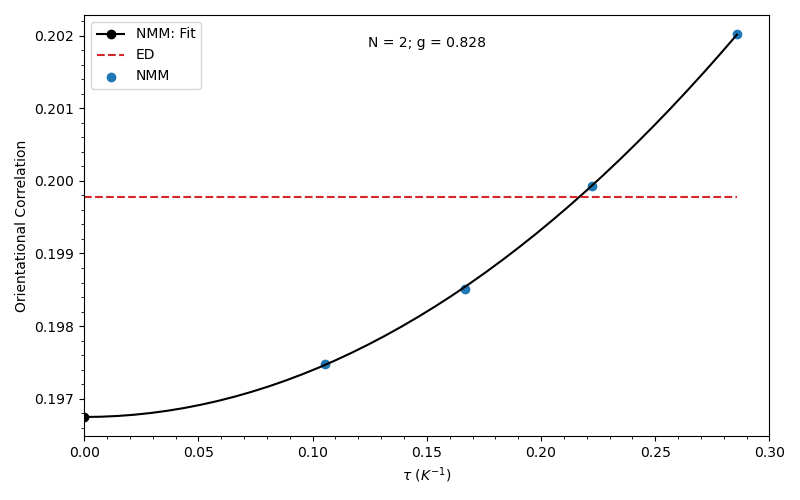 NMM: Fit
ED
NMM
N = 2; g = 0.828
Orientational Correlation
0.202
0.201
0.200
0.199
0.198
0.197
0.00 0.05 0.10 0.15 0.20 0.25 0.30
τ (K⁻¹)